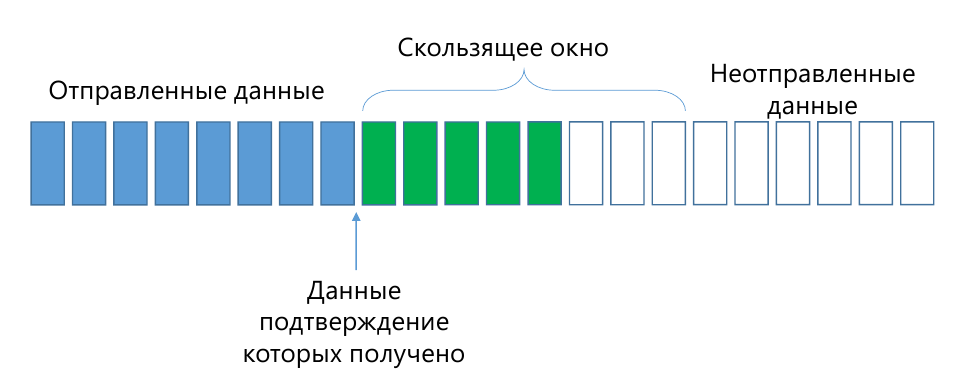 Скользящее окно
Отправленные данные
Неотправленные
данные
Данные
подтверждение
которых получено